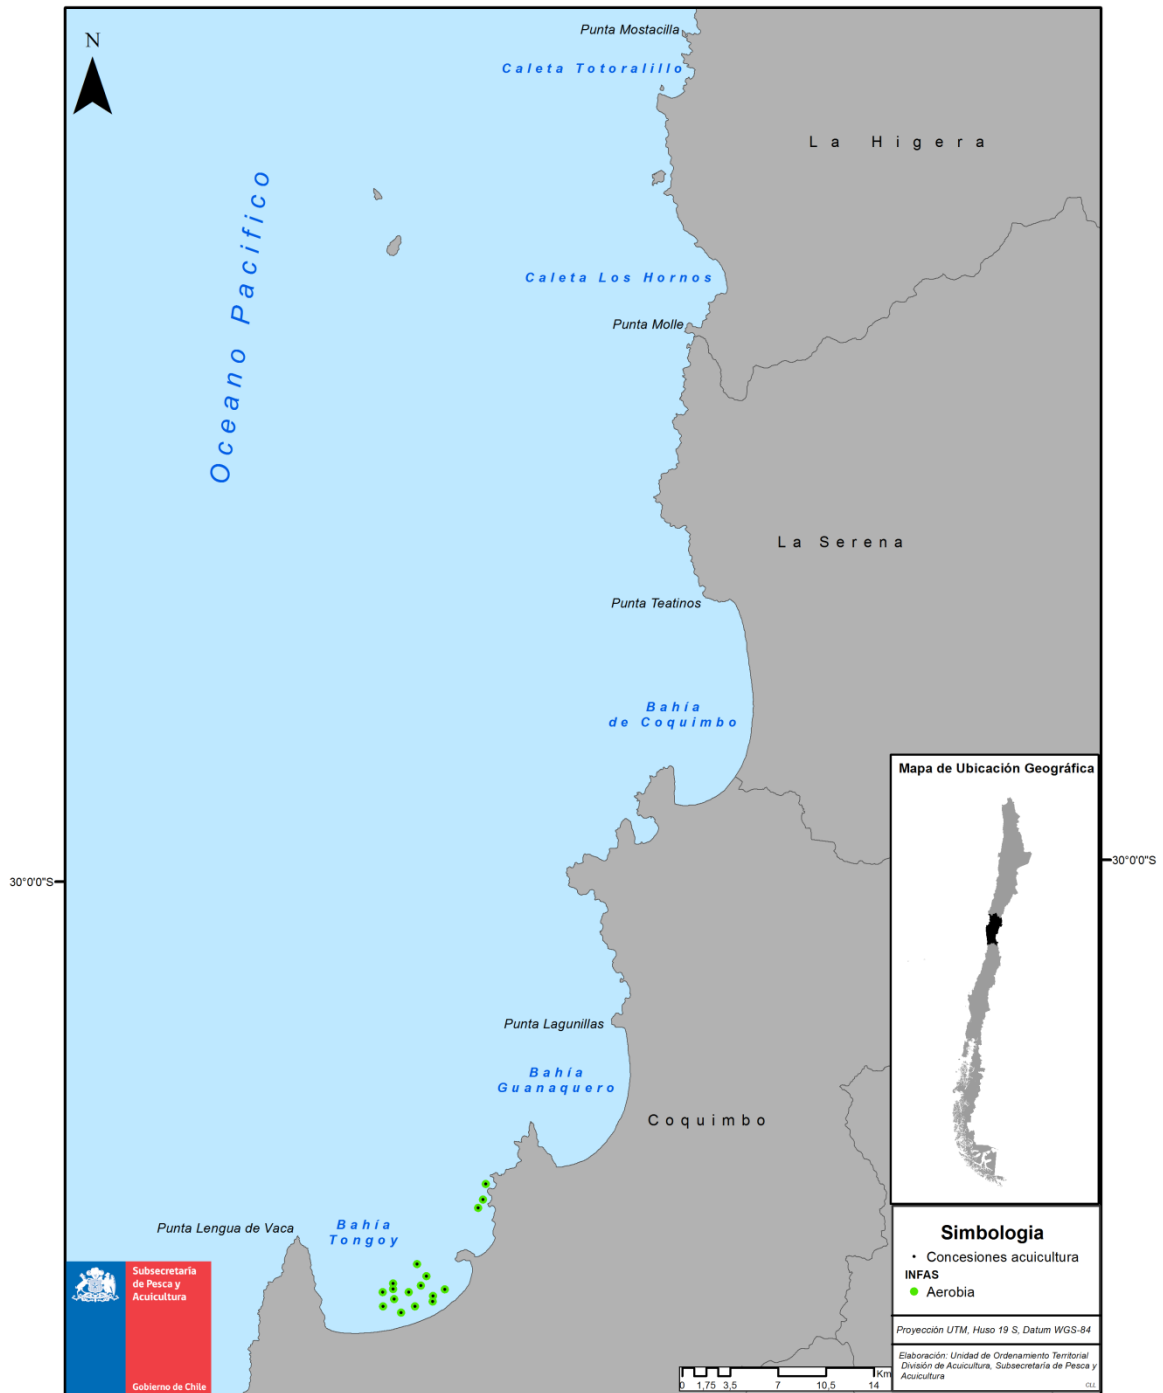 N
Punta Mostacilla
Caleta Totoralillo
La Higera
Oceano Pacifico
Caleta Los Hornos
Punta Molle
La Serena
Punta Teatinos
Bahía
de Coquimbo
Mapa de Ubicación Geográfica
30°0'0"S
30°0'0"S
Punta Lagunillas
Bahía
Guanaquero
Coquimbo
Punta Lengua de Vaca
Bahía
Tongoy
Simbologia
Concesiones acuicultura
INFAS
Aerobia
Proyección UTM, Huso 19 S, Datum WGS-84
Elaboración: Unidad de Ordenamiento Territorial
División de Acuicultura, Subsecretaría de Pesca y
Acuicultura
CLL
Subsecretaría
de Pesca y
Acuicultura
Gobierno de Chile
Km
0 1,75 3,5 7 10,5 14